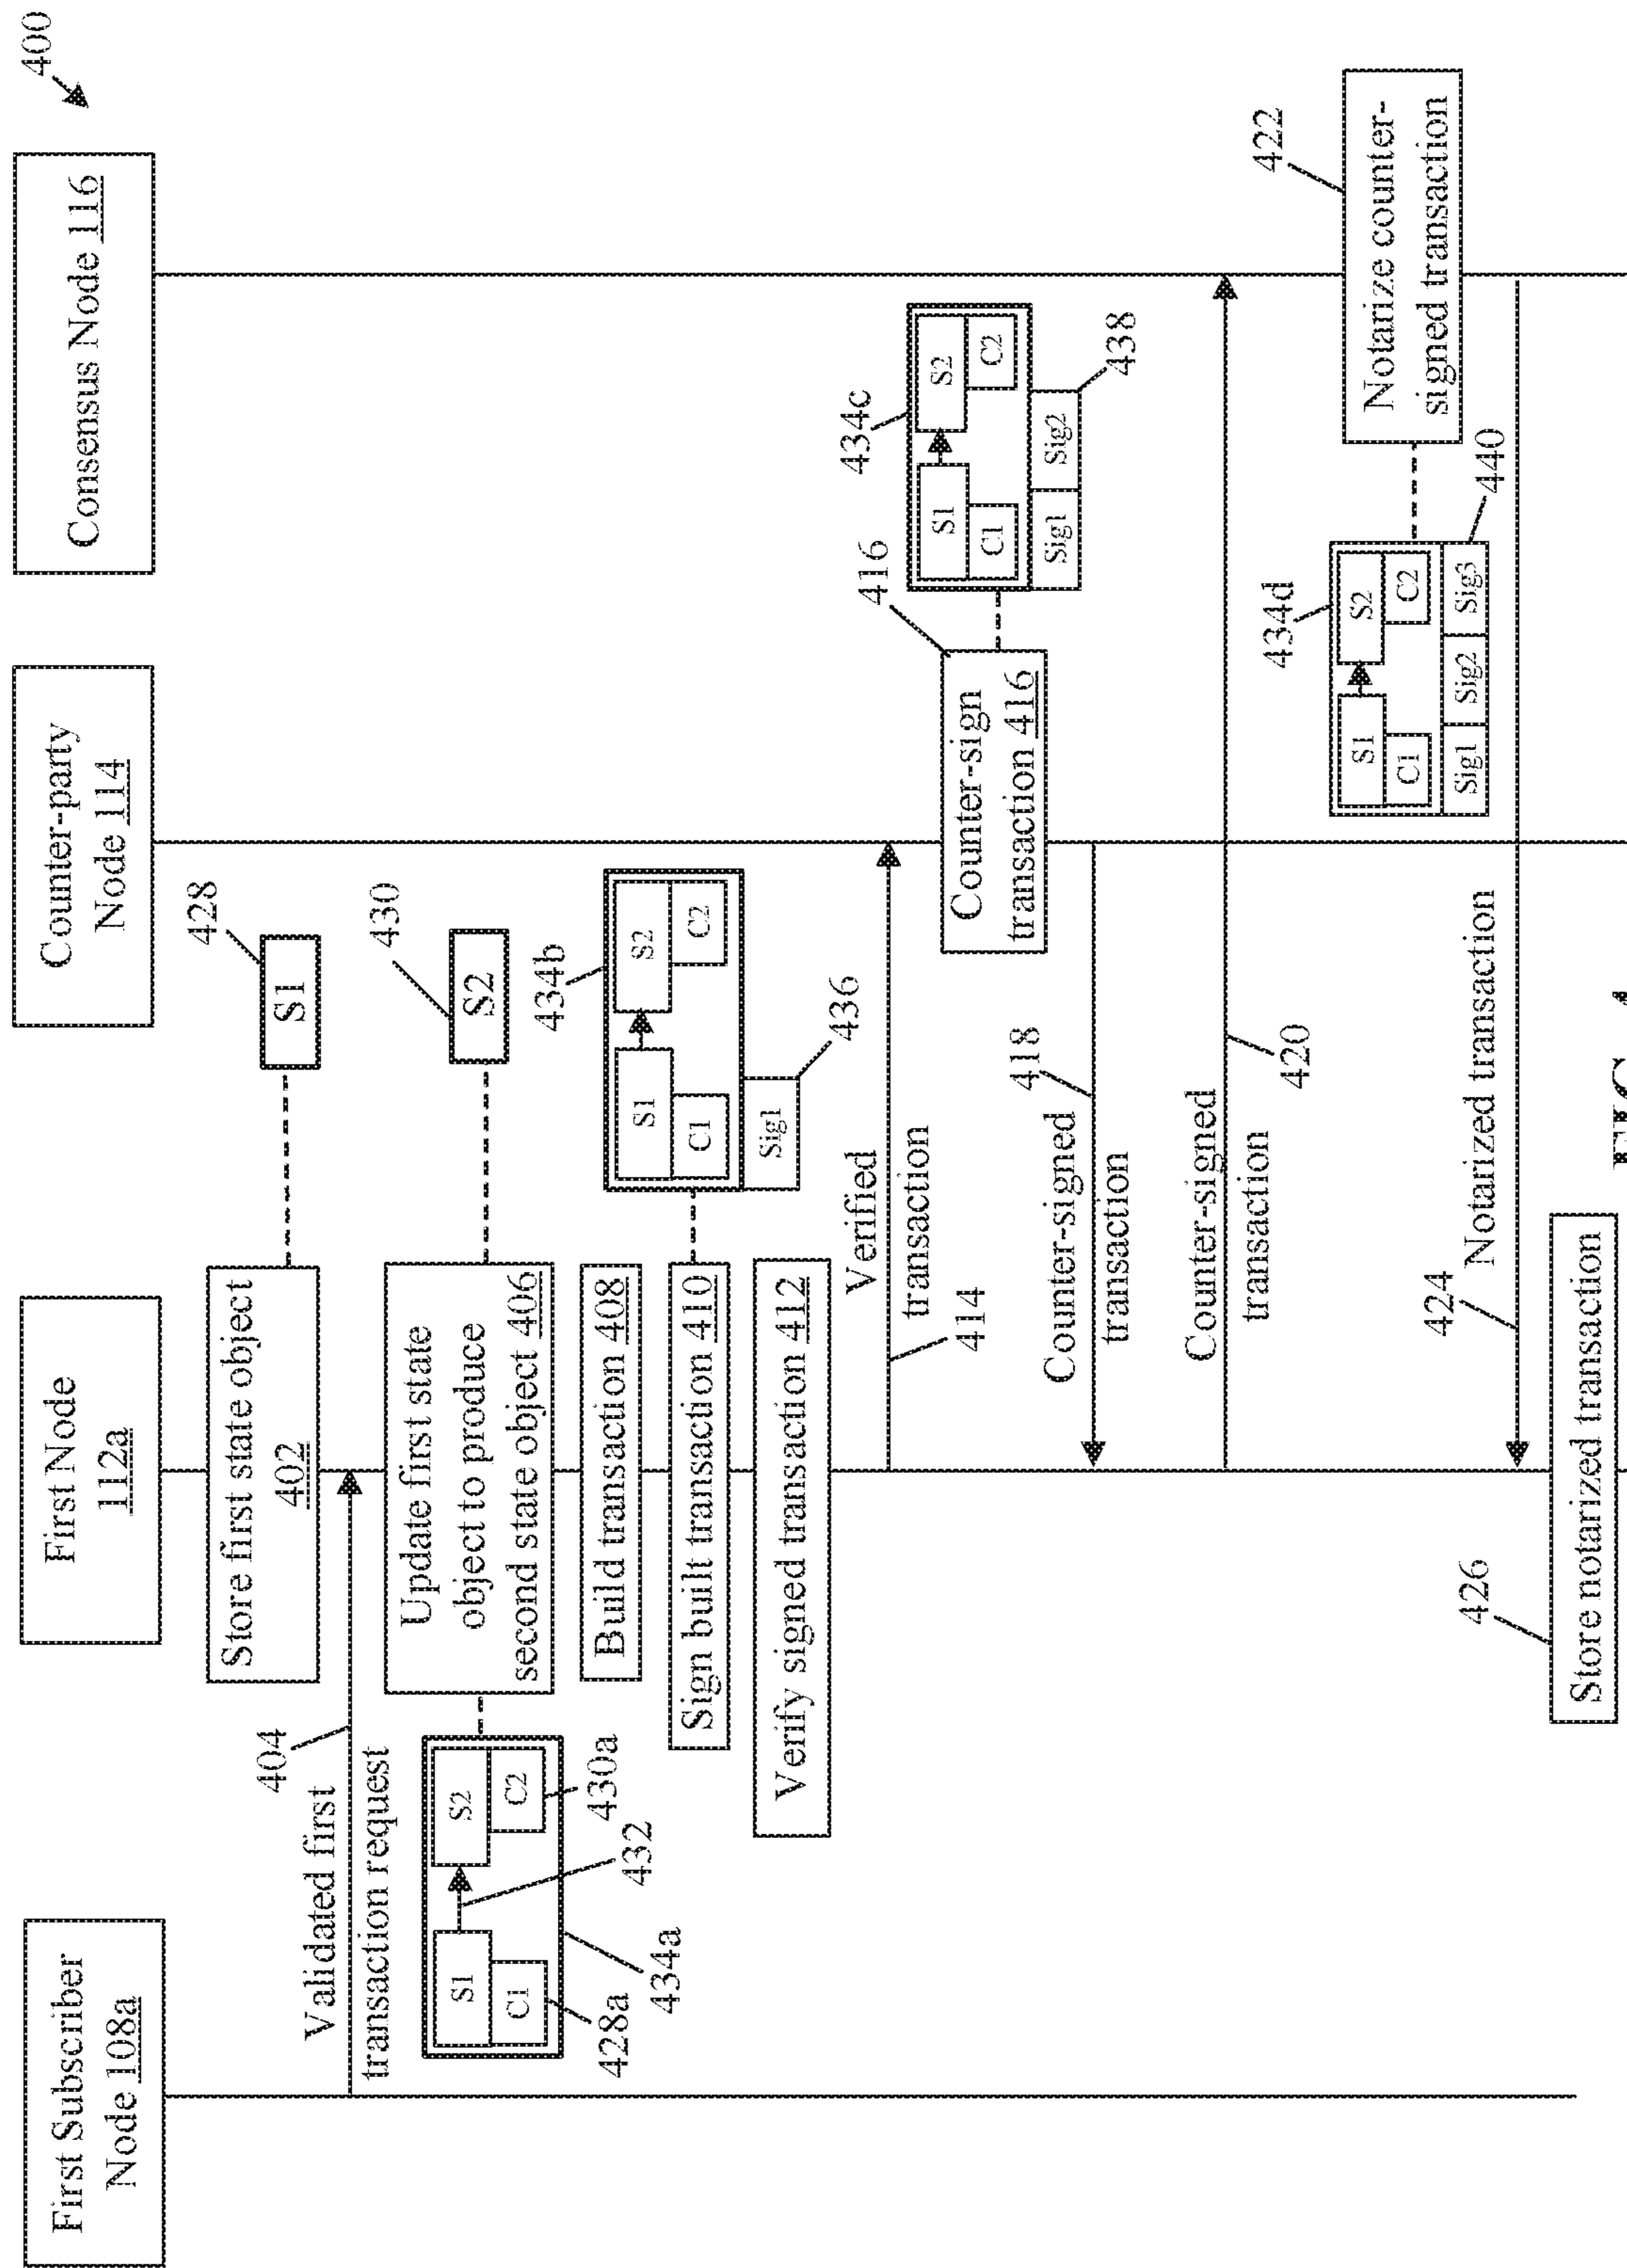 400
First Subscriber
Node 108a
First Node
112a
Counter-party
Node 114
Consensus Node 116
Store first state object
402
S1
428
404
Validated first
transaction request
Update first state
object to produce
second state object 406
S2
430
S1
S2
C1
C2
428a
430a
432
434a
Build transaction 408
Sign built transaction 410
434b
S1
S2
C1
C2
Sig1
436
Verify signed transaction 412
Verified
transaction
414
Counter-sign
transaction 416
416
434c
S1
S2
C1
C2
Sig1
Sig2
438
418
Counter-signed
transaction
Counter-signed
transaction
420
422
Notarize counter-
signed transaction
434d
S1
S2
C1
C2
Sig1
Sig2
Sig3
440
424
Notarized transaction
426
Store notarized transaction